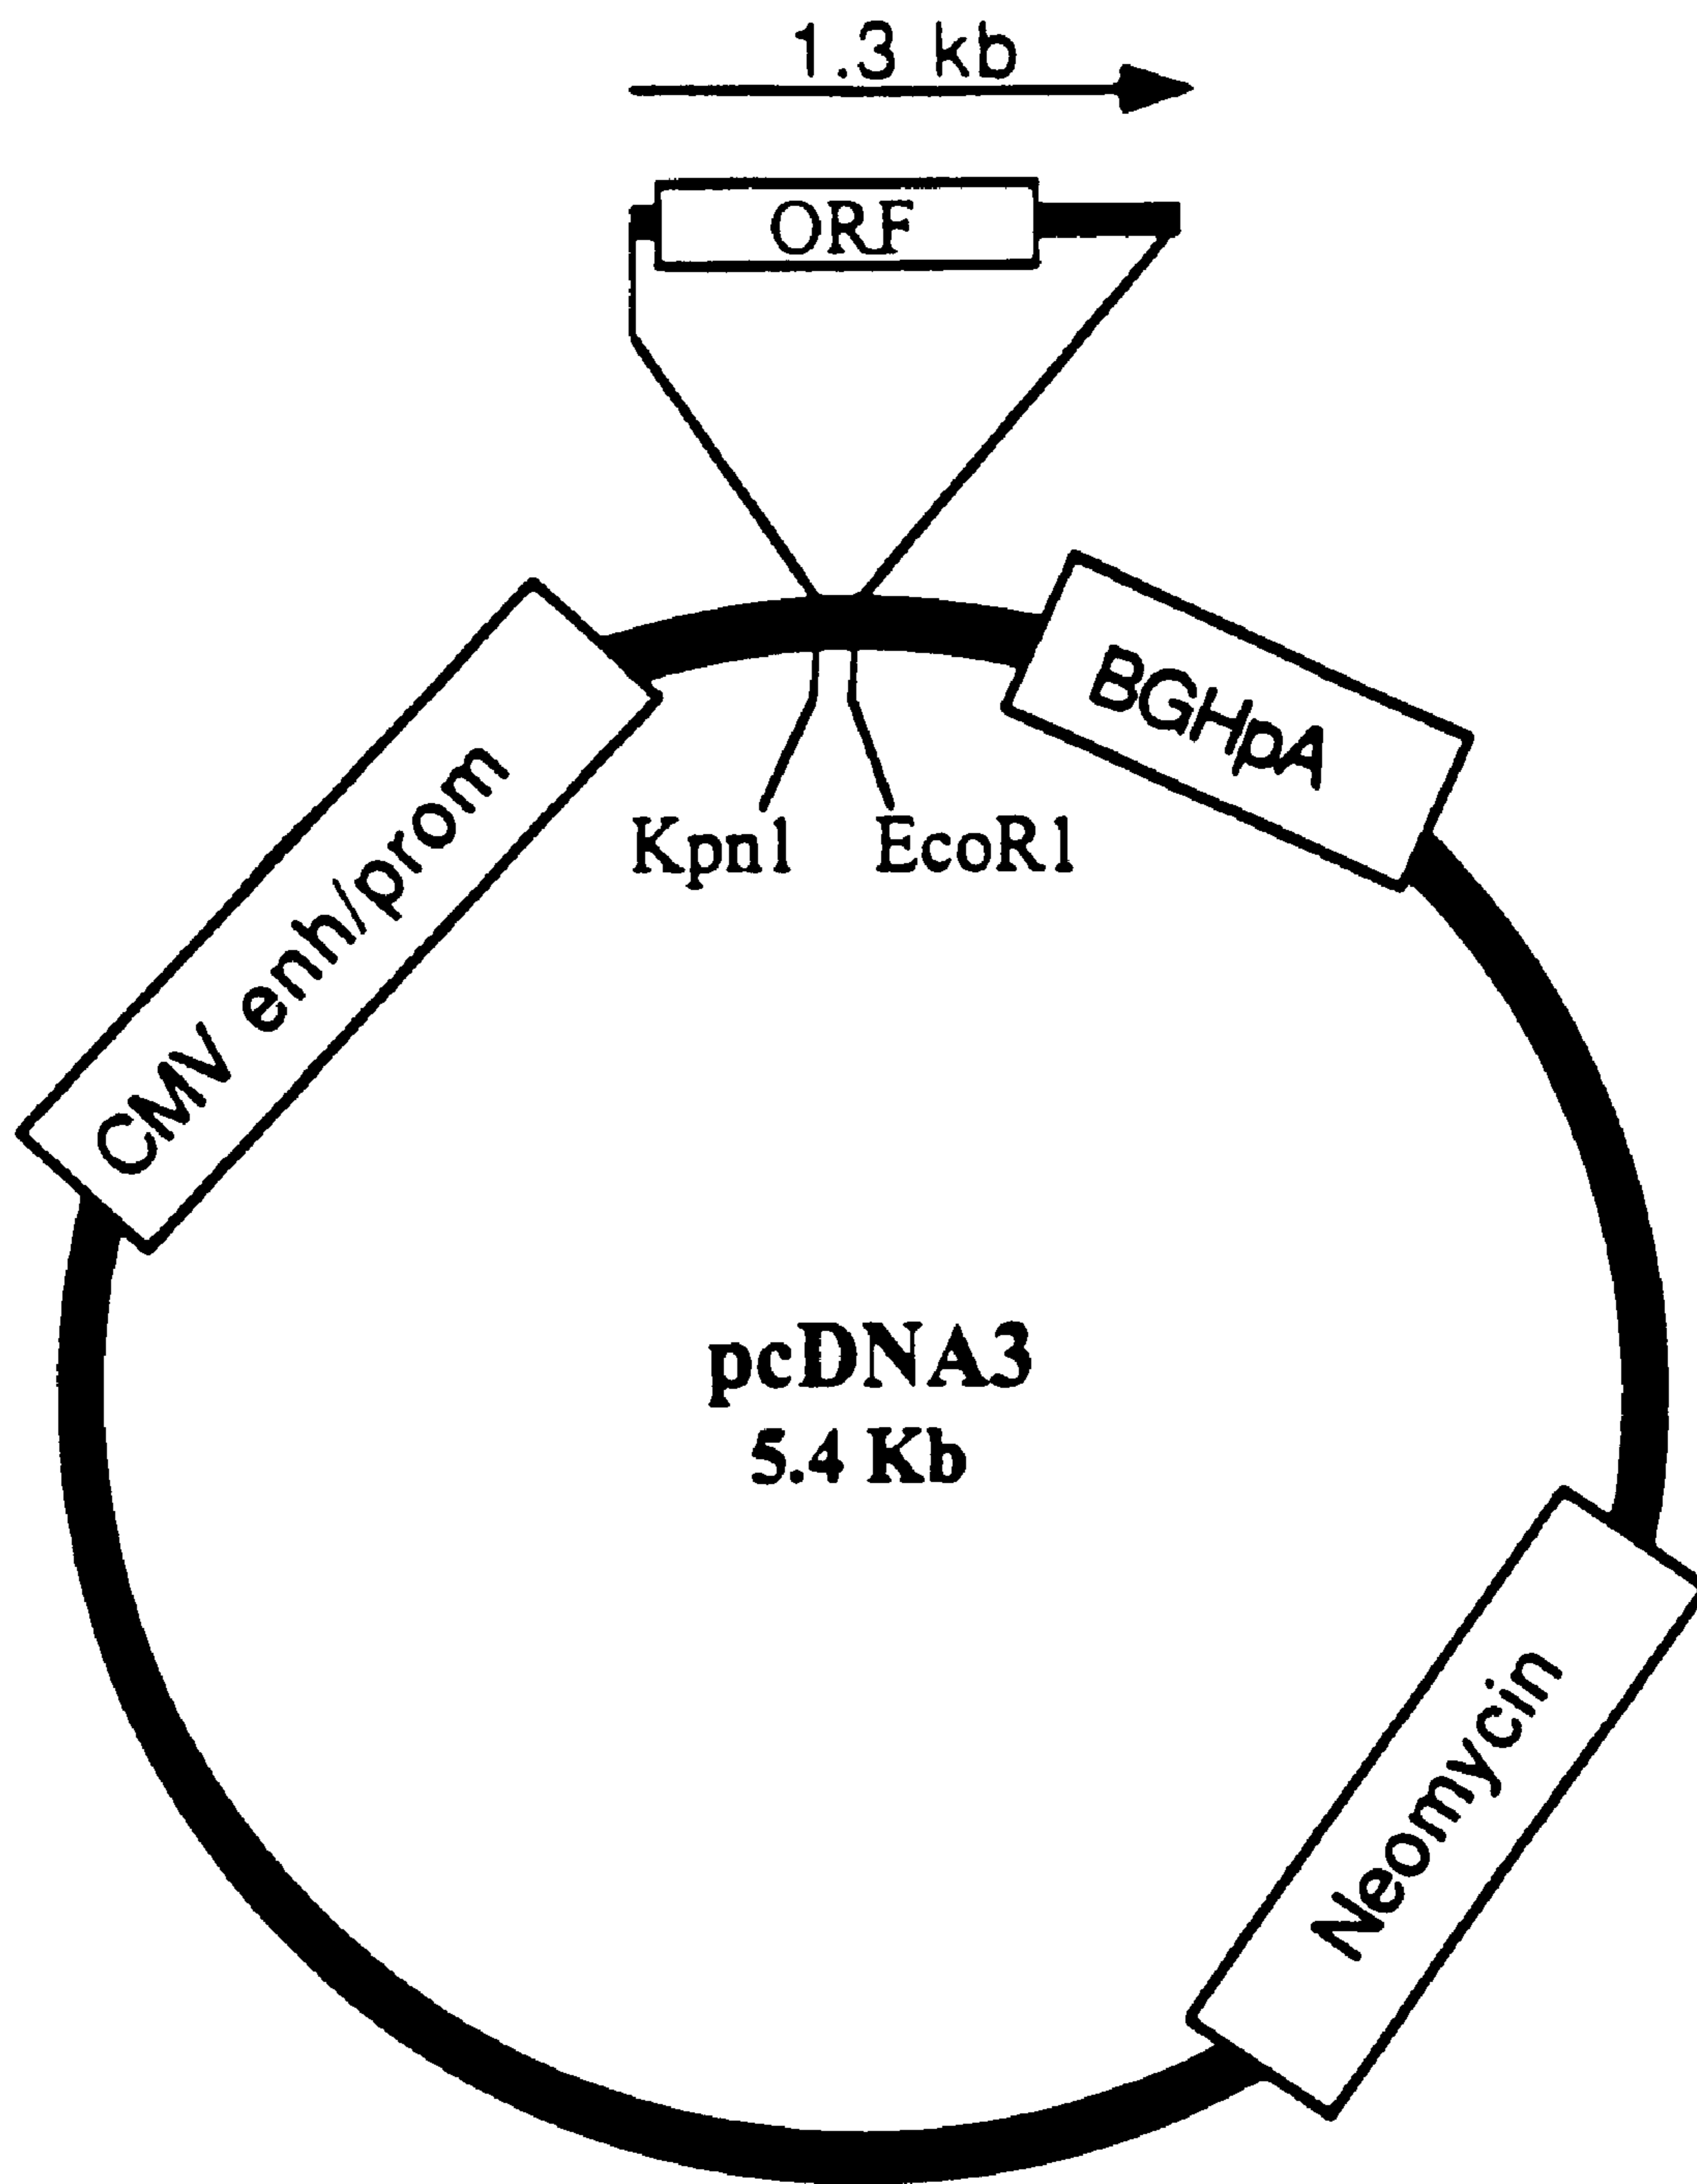 1.3 kb
ORF
CMV enh/prom
BGHpA
Kpn1
EcoR1
pcDNA3
5.4 Kb
Neomycin